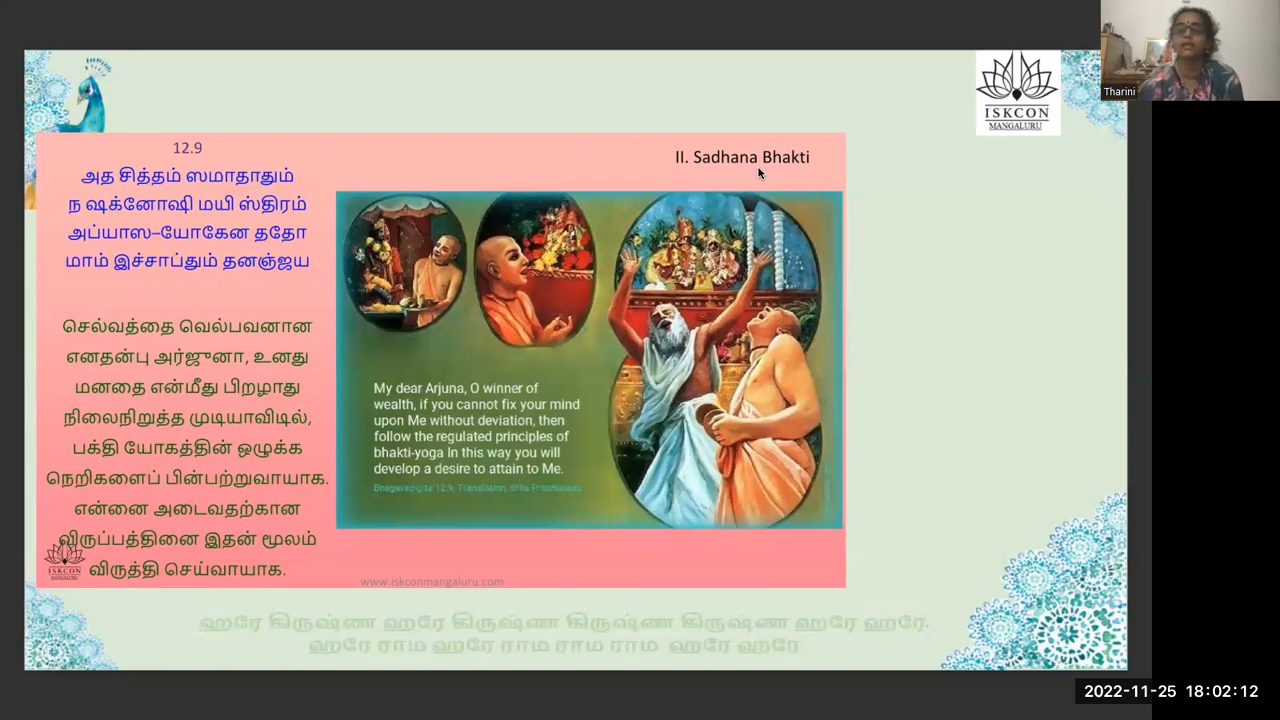 12.9
அத சித்தம் ஸமாதாதும்
ந ஷக்னோஷி மயி ஸ்திரம்
அப்யாஸ–யோகேன ததோ
மாம் இச்சாப்தும் தனஞ்ஜய
செல்வத்தை வெல்பவனான
எனதன்பு அர்ஜுனா, உனது
மனதை என்மீது பிறழாது
நிலைநிறுத்த முடியாவிடில்,
பக்தி யோகத்தின் ஒழுக்க
நெறிகளைப் பின்பற்றுவாயாக.
என்னை அடைவதற்கான
விருப்பத்தினை இதன் மூலம்
விருத்தி செய்வாயாக.
II. Sadhana Bhakti
My dear Arjuna, O winner of
wealth, if you cannot fix your mind
upon Me without deviation, then
follow the regulated principles of
bhakti-yoga In this way you will
develop a desire to attain to Me.
Bhagavad-gita 12.9, Translation, Srila Prabhupada
ISKCON
MANGALURU
Tharini
ISKCON
MANGALURU
www.iskconmangaluru.com
ஹரே கிருஷ்ண ஹரே கிருஷ்ண கிருஷ்ண கிருஷ்ண ஹரே ஹரே.
ஹரே ராம ஹரே ராம ராம ராம ஹரே ஹரே
2022-11-25 18:02:12